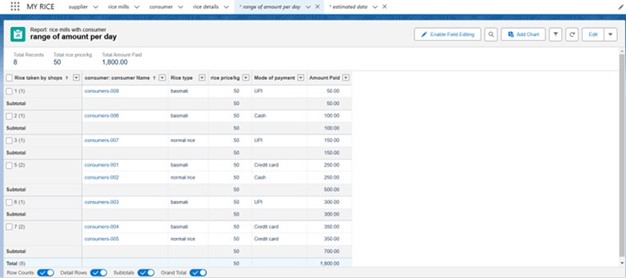 MY RICE supplier rice mills consumer rice details * range of amount per day * estimated data
Report: rice mills with consumer
range of amount per day
Enable Field Editing Add Chart Edit
Total Records Total rice price/kg Total Amount Paid
8 50 1,800.00
Rice taken by shops consumer: consumer Name Rice type rice price/kg Mode of payment Amount Paid
1 (1) consumers-008 basmati 50 UPI 50.00
Subtotal 50 50.00
2 (1) consumers-006 basmati 50 Cash 100.00
Subtotal 50 100.00
3 (1) consumers-007 normal rice 50 UPI 150.00
Subtotal 50 150.00
5 (2) consumers-001 basmati 50 Credit card 250.00
consumers-002 normal rice 50 Cash 250.00
Subtotal 50 500.00
6 (1) consumers-003 basmati 50 UPI 300.00
Subtotal 50 300.00
7 (2) consumers-004 basmati 50 Credit card 350.00
consumers-005 normal rice 50 Credit card 350.00
Subtotal 50 700.00
Total (8) 50 1,800.00
Row Counts Detail Rows Subtotals Grand Total